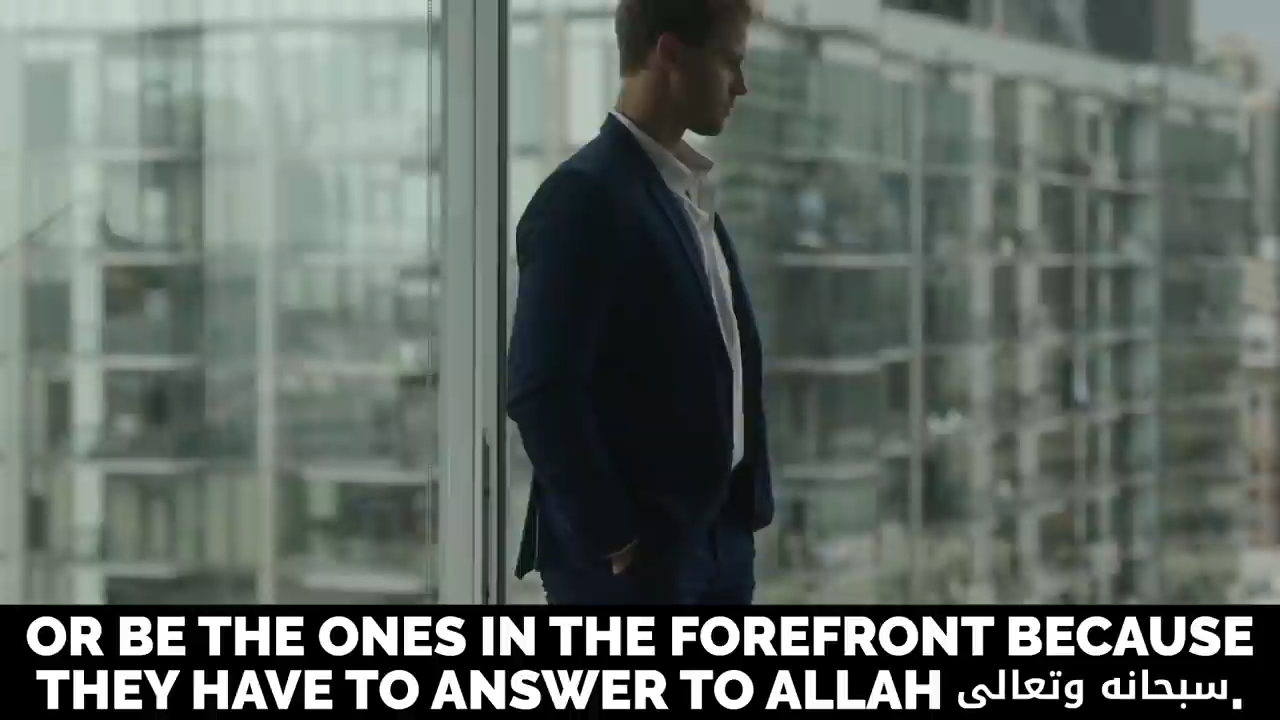 OR BE THE ONES IN THE FOREFRONT BECAUSE
THEY HAVE TO ANSWER TO ALLAH سبحانه وتعالى.